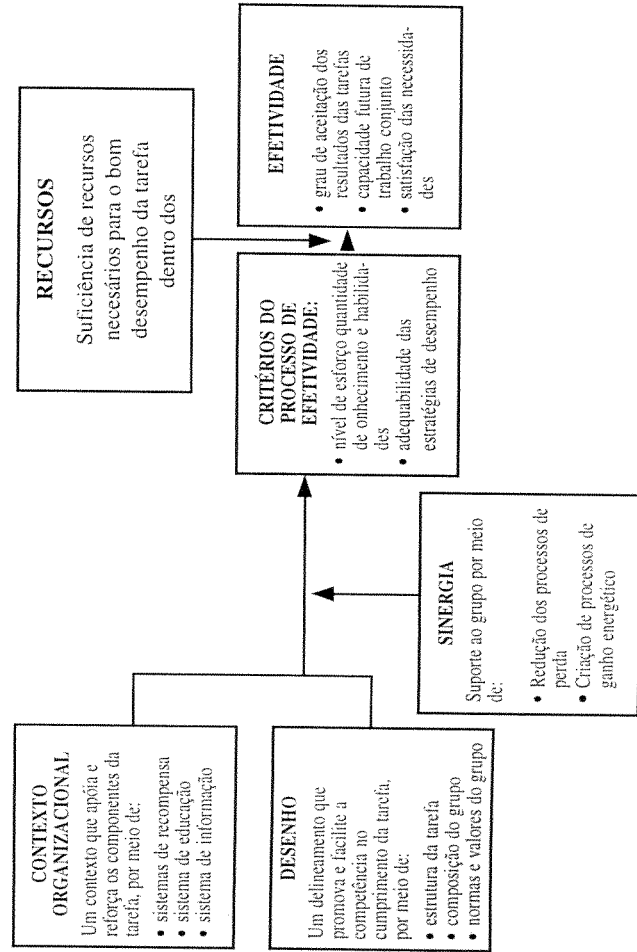 CONTEXTO
ORGANIZACIONAL
Um contexto que apóia e
reforça os componentes da
tarefa, por meio de:
• sistemas de recompensa
• sistema de educação
• sistema de informação
DESENHO
Um delineamento que
promova e facilite a
competência no
cumprimento da tarefa,
por meio de:
• estrutura da tarefa
• composição do grupo
• normas e valores do grupo
SINERGIA
Suporte ao grupo por meio
de:
• Redução dos processos de
perda
• Criação de processos de
ganho energético
CRITÉRIOS DO
PROCESSO DE
EFETIVIDADE:
• nível de esforço quantidade
de onhecimento e habilida-
des
• adequabilidade das
estratégias de desempenho
RECURSOS
Suficiência de recursos
necesários para o bom
desempenho da tarefa
dentro dos
EFETIVIDADE
• grau de aceitação dos
resultados das tarefas
• capacidade futura de
trabalho conjunto
• satisfação das necessida-
des